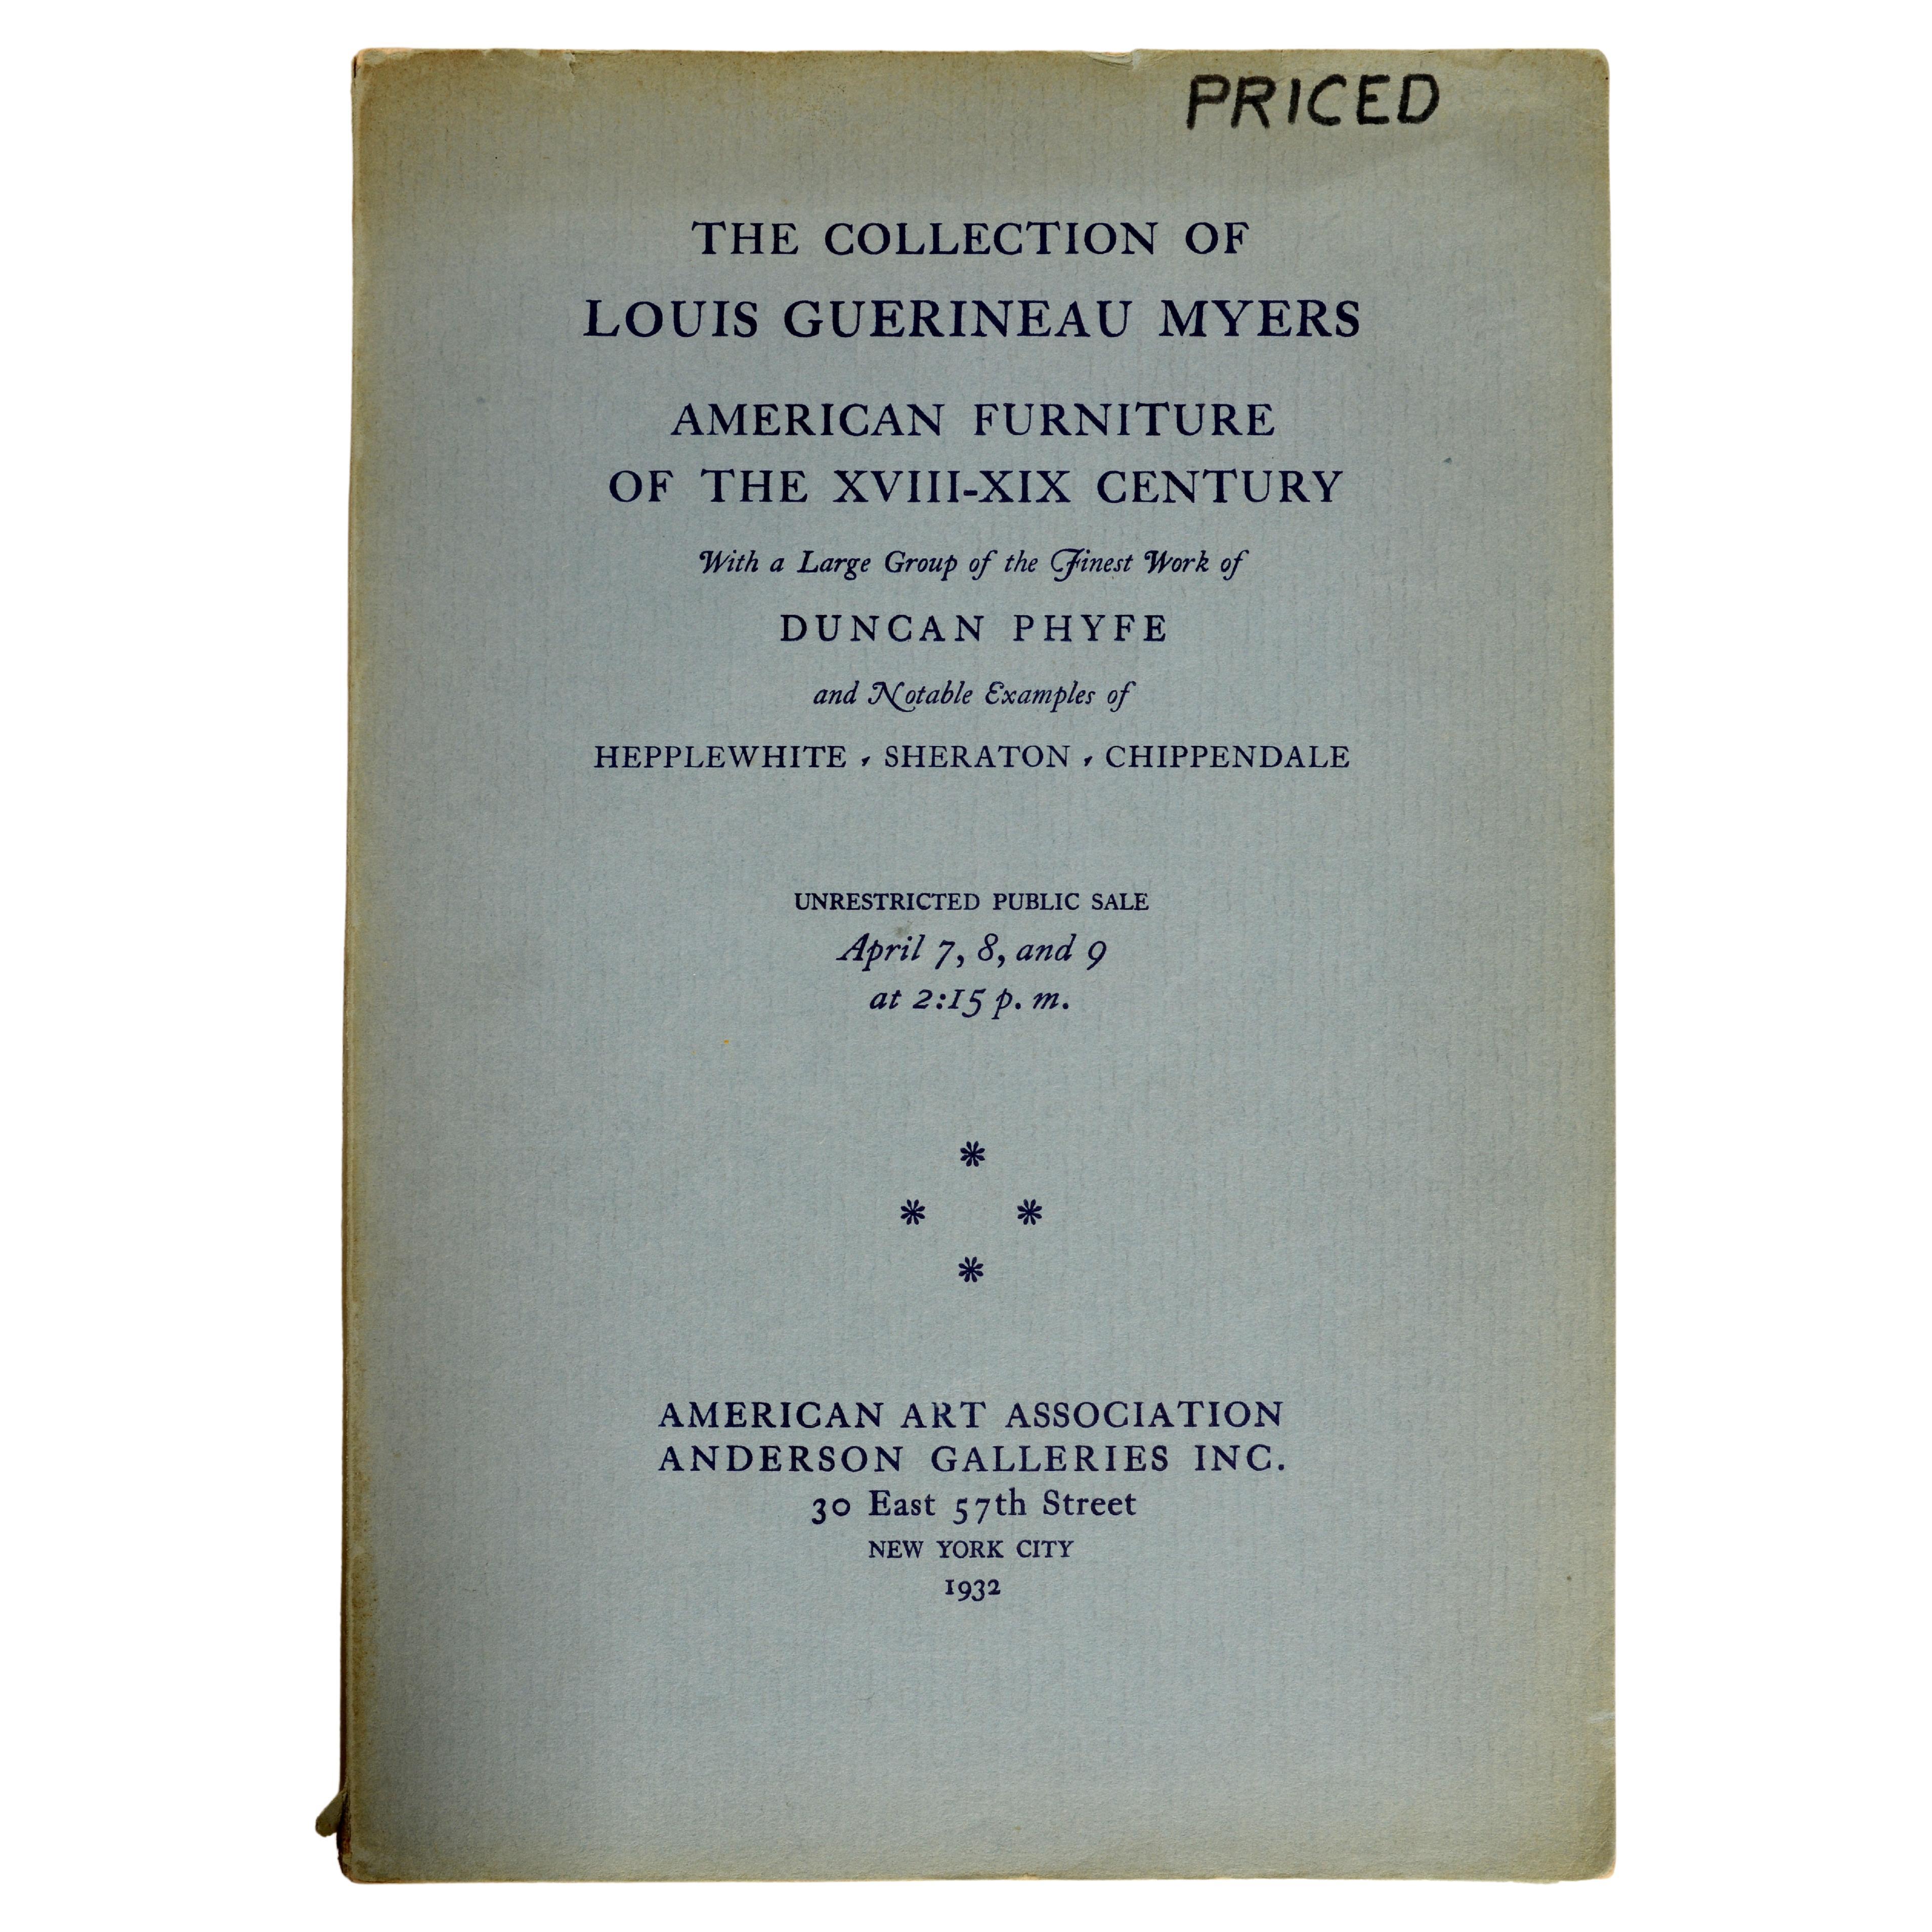 PRICED
THE COLLECTION OF
LOUIS GUERINEAU MYERS
AMERICAN FURNITURE
OF THE XVIII-XIX CENTURY
With a Large Group of the Finest Work of
DUNCAN PHYFE
and Notable Examples of
HEPPLEWHITE , SHERATON , CHIPPENDALE
UNRESTRICTED PUBLIC SALE
April 7, 8, and 9
at 2:15 p. m.
AMERICAN ART ASSOCIATION
ANDERSON GALLERIES INC.
30 East 57th Street
NEW YORK CITY
1932